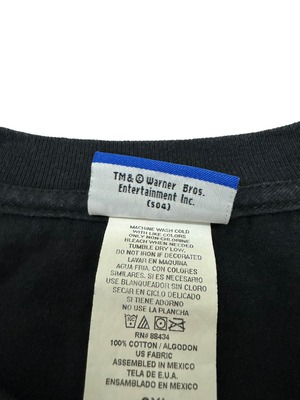 TM&© Warner Bros.
Entertainment Inc.
(S04)
MACHINE WASH COLD
WITH LIKE COLORS
ONLY NON-CHLORINE
BLEACH WHEN NEEDED
TUMBLE DRY LOW.
DO NOT IRON IF DECORATED
LAVAR EN MAQUINA
AGUA FRIA, CON COLORES
SIMILARES. SI ES NECESARIO
USE BLANQUEADOR SIN CLORO
SECAR EN CICLO DELICADO
SI TIENE ADORNO
NO USAR LA PLANCHA
RN# 88434
100% COTTON / ALGODON
US FABRIC
ASSEMBLED IN MEXICO
TELA DE E.U.A.
ENSAMBLADO EN MEXICO